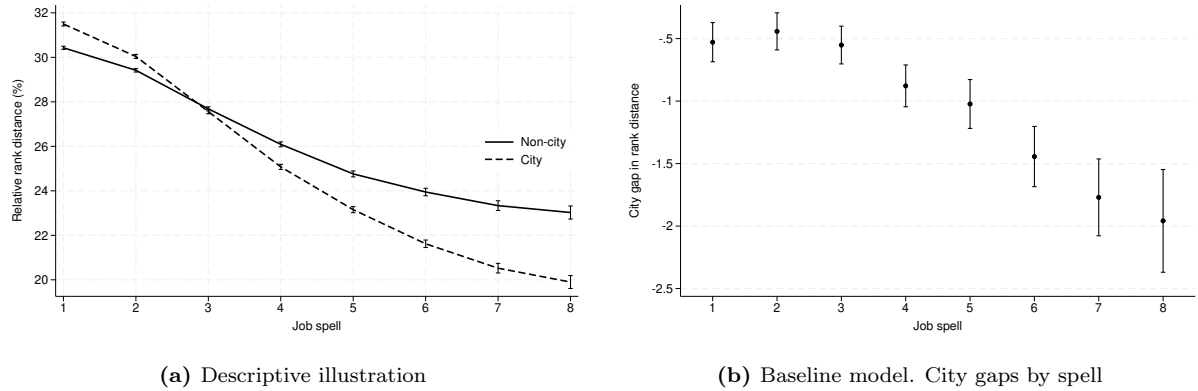 Relative rank distance (%)
32
30
28
26
24
22
20
1 2 3 4 5 6 7 8
Job spell
Non-city
City
(a) Descriptive illustration
City gap in rank distance
-.5
-1
-1.5
-2
-2.5
1 2 3 4 5 6 7 8
Job spell
(b) Baseline model. City gaps by spell